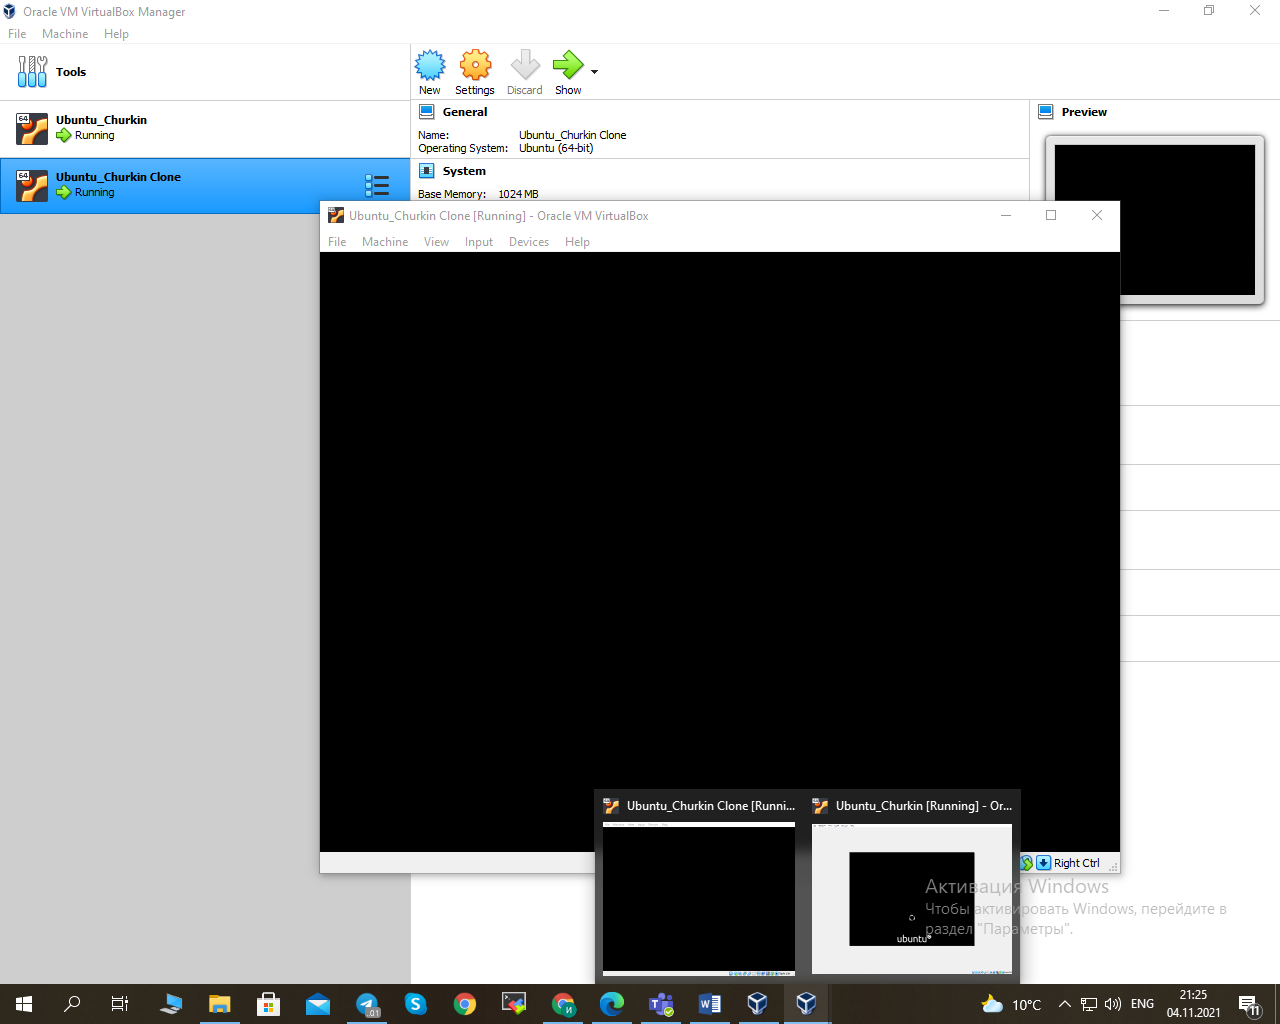 Oracle VM VirtualBox Manager
File Machine Help
Tools
New Settings Discard Show
64 Ubuntu_Churkin
Running
64 Ubuntu_Churkin Clone
Running
General
Name: Ubuntu_Churkin Clone
Operating System: Ubuntu (64-bit)
System
Base Memory: 1024 MB
Preview
Ubuntu_Churkin Clone [Running] - Oracle VM VirtualBox
File Machine View Input Devices Help
Right Ctrl
Ubuntu_Churkin Clone [Runni...
Ubuntu_Churkin [Running] - Or...
ubuntu®
Активация Windows
Чтобы активировать Windows, перейдите в
раздел "Параметры".
.01
И
10°C
ENG
21:25
04.11.2021
11